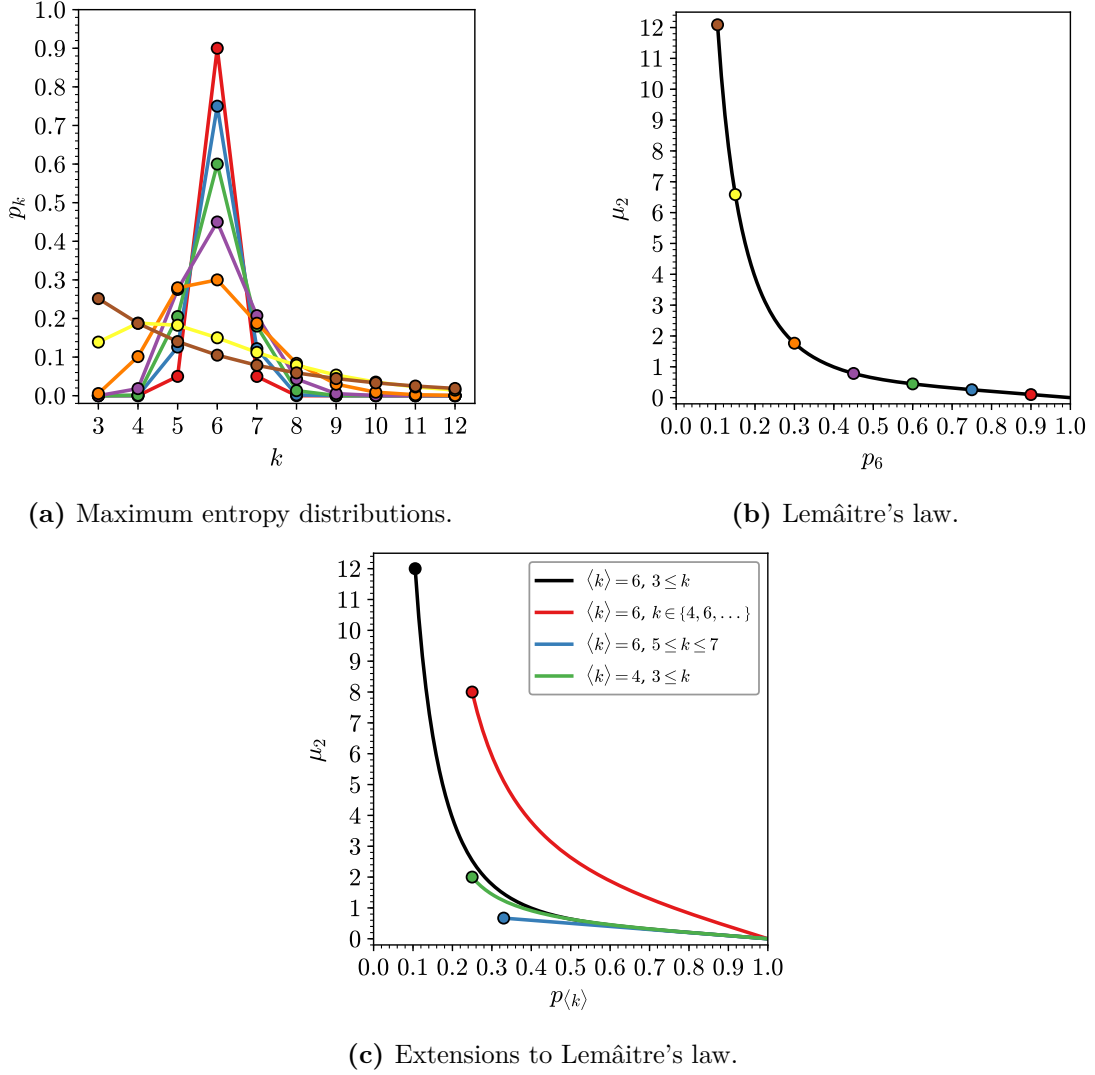 1.0
0.9
0.8
0.7
0.6
0.5
0.4
0.3
0.2
0.1
0.0
p_k
3 4 5 6 7 8 9 10 11 12
k
(a) Maximum entropy distributions.
12
11
10
9
8
7
6
5
4
3
2
1
0
μ_2
0.0 0.1 0.2 0.3 0.4 0.5 0.6 0.7 0.8 0.9 1.0
p_6
(b) Lemâitre's law.
12
11
10
9
8
7
6
5
4
3
2
1
0
μ_2
⟨k⟩=6, 3≤k
⟨k⟩=6, k∈{4, 6, ...}
⟨k⟩=6, 5≤k≤7
⟨k⟩=4, 3≤k
0.0 0.1 0.2 0.3 0.4 0.5 0.6 0.7 0.8 0.9 1.0
p_⟨k⟩
(c) Extensions to Lemâitre's law.